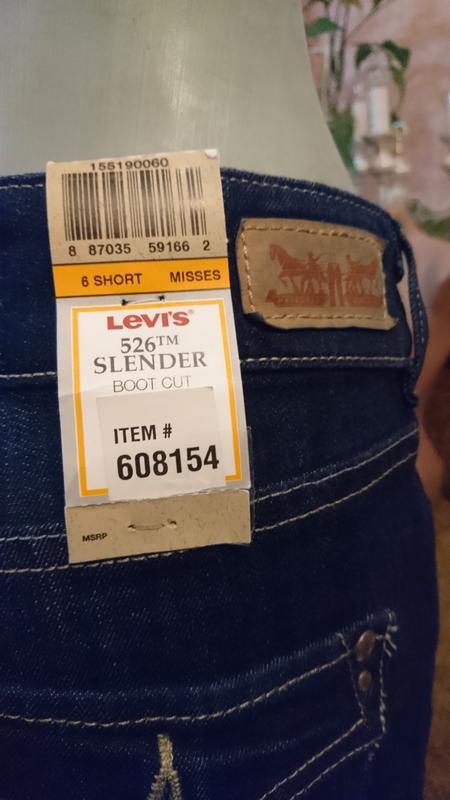 155190060
8 87035 59166 2
6 SHORT MISSES
LEVI'S®
526™
SLENDER
BOOT CUT
ITEM #
608154
MSRP